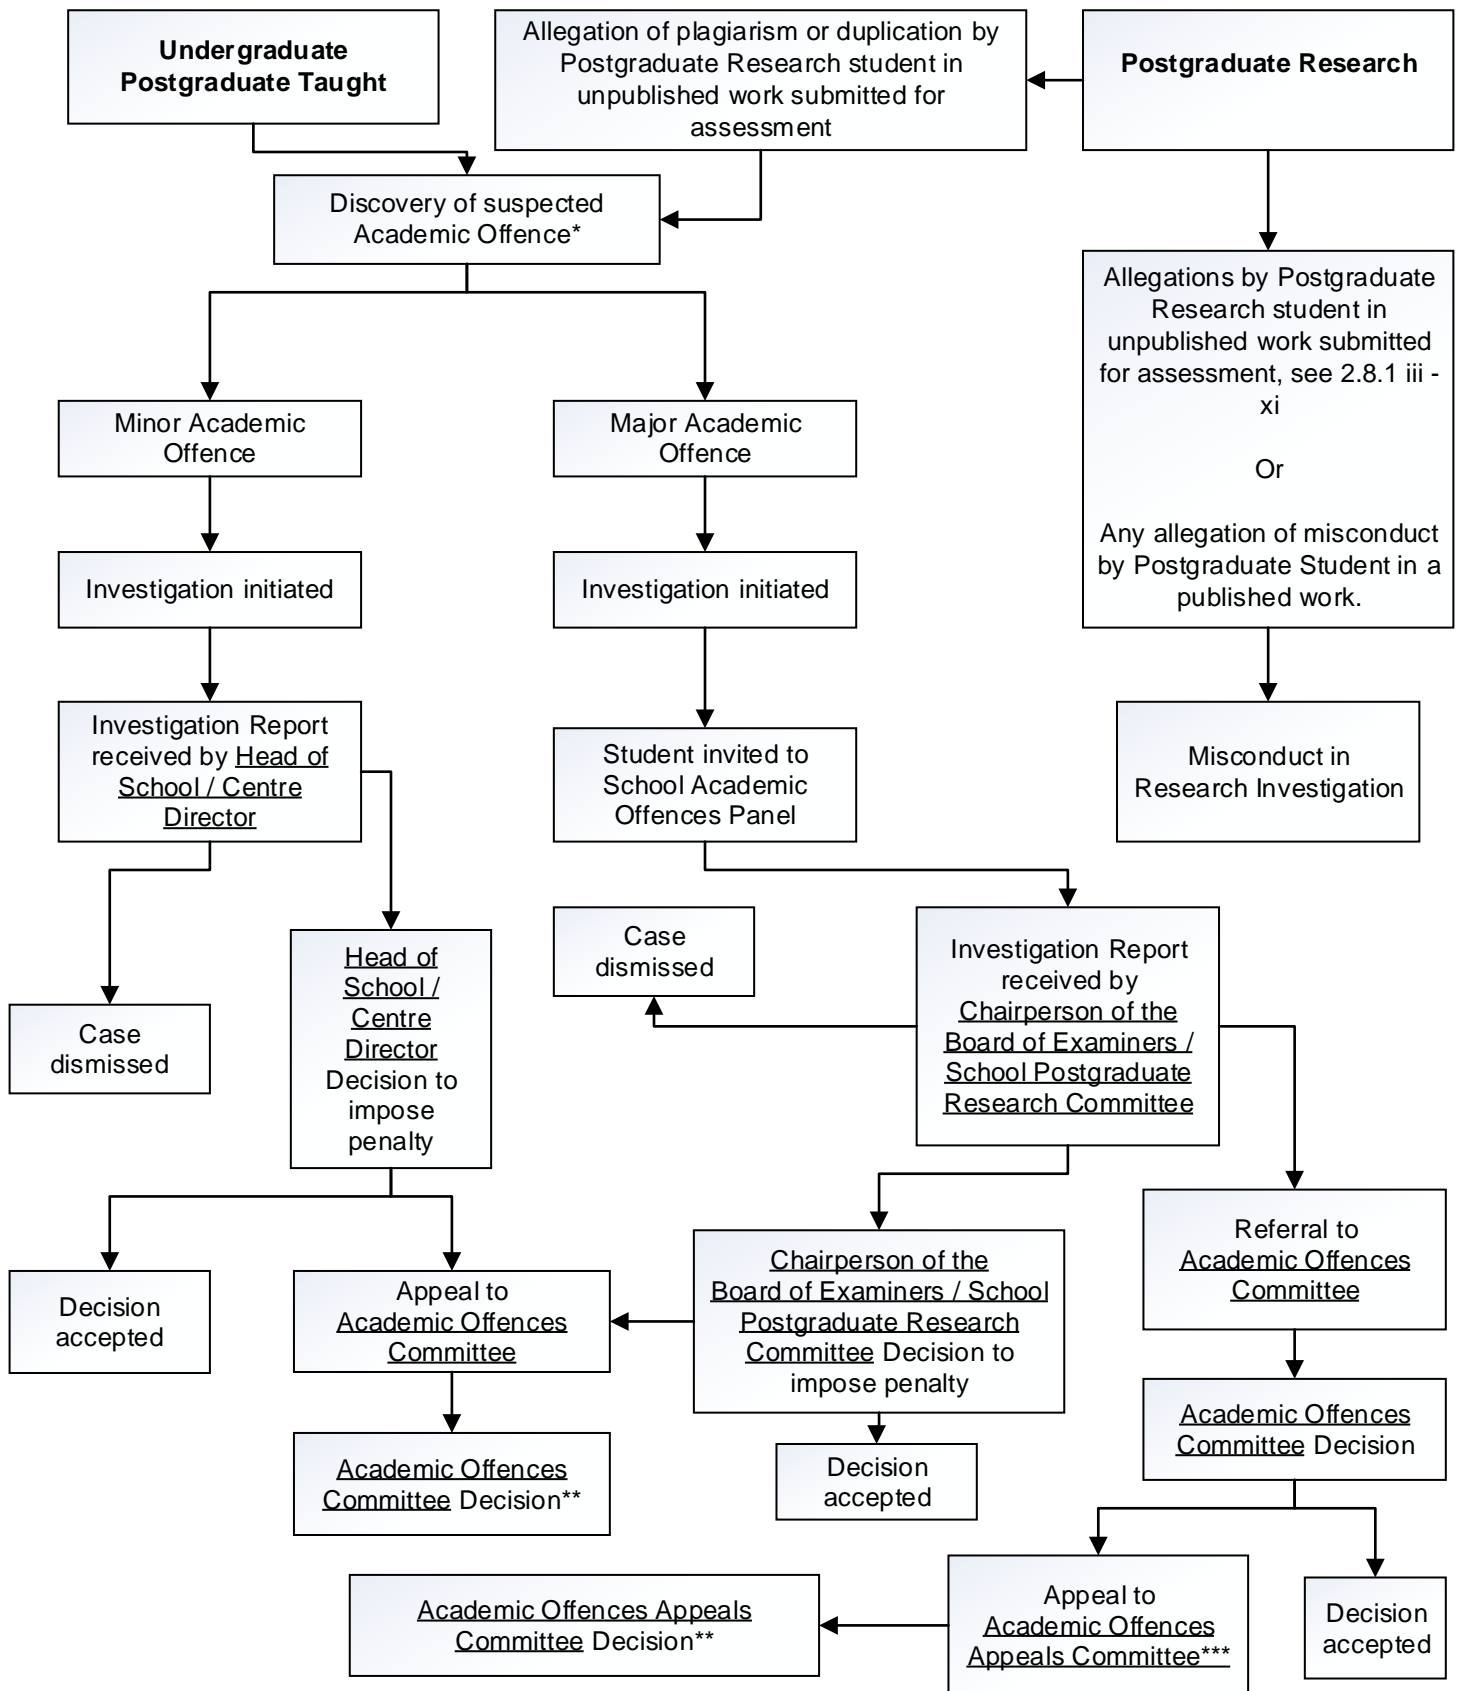 Undergraduate
Postgraduate Taught
Allegation of plagiarism or duplication by
Postgraduate Research student in
unpublished work submitted for
assessment
Postgraduate Research
Discovery of suspected
Academic Offence*
Allegations by Postgraduate
Research student in
unpublished work submitted
for assessment, see 2.8.1 iii -
xi
Or
Any allegation of misconduct
by Postgraduate Student in a
published work.
Minor Academic
Offence
Major Academic
Offence
Investigation initiated
Investigation initiated
Investigation Report
received by Head of
School / Centre
Director
Student invited to
School Academic
Offences Panel
Misconduct in
Research Investigation
Case
dismissed
Head of
School /
Centre
Director
Decision to
impose
penalty
Case
dismissed
Investigation Report
received by
Chairperson of the
Board of Examiners /
School Postgraduate
Research Committee
Decision
accepted
Appeal to
Academic Offences
Committee
Chairperson of the
Board of Examiners / School
Postgraduate Research
Committee Decision to
impose penalty
Referral to
Academic Offences
Committee
Academic Offences
Committee Decision**
Decision
accepted
Academic Offences
Committee Decision
Academic Offences Appeals
Committee Decision**
Appeal to
Academic Offences
Appeals Committee***
Decision
accepted